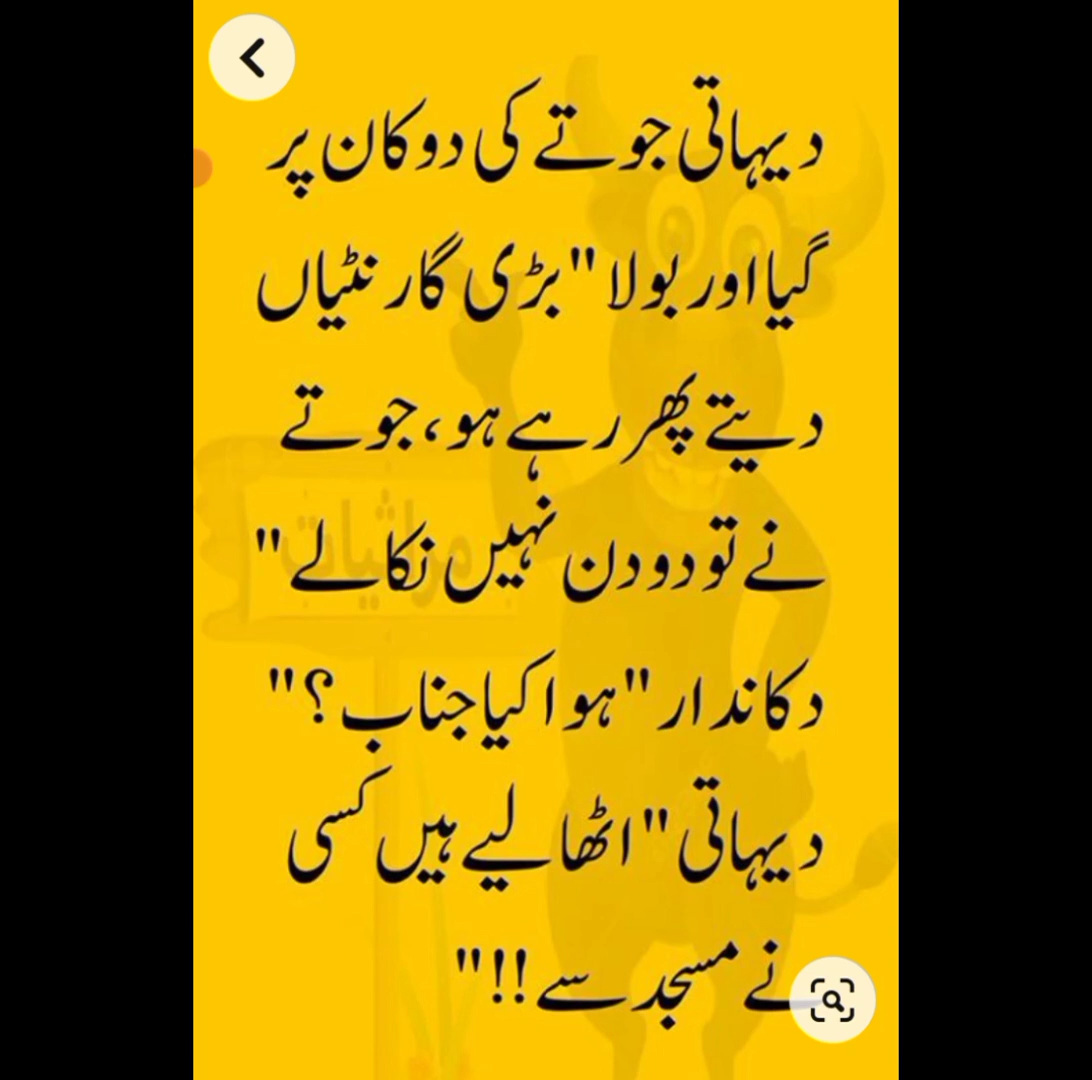 دیہاتی جوتے کی دوکان پر
گیا اور بولا "بڑی گارنٹیاں
دیتے پھر رہے ہو، جوتے
نے تو دو دن نہیں نکالے"
دکاندار "ہوا کیا جناب؟"
دیہاتی "اٹھا لیے ہیں کسی
نے مسجد سے!!"